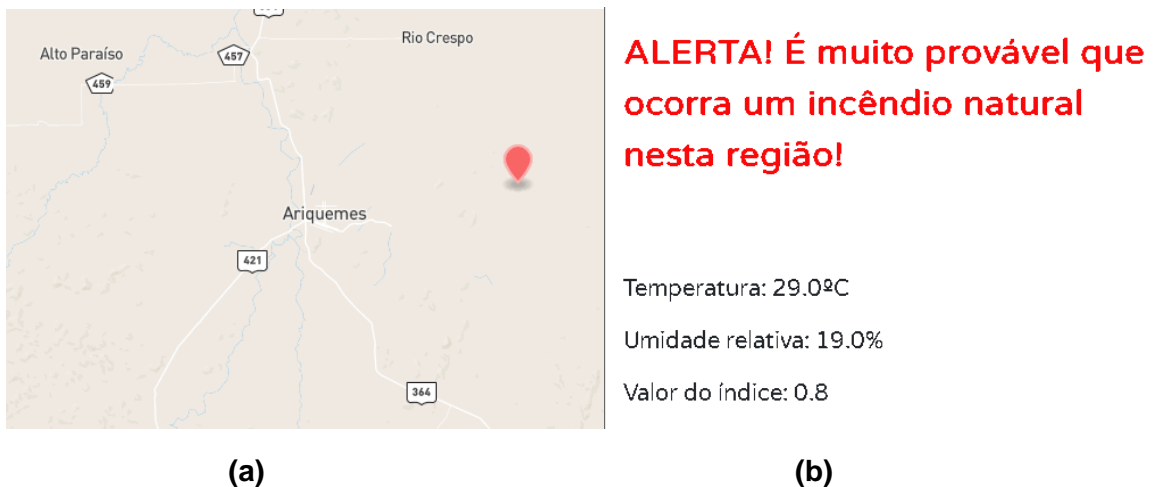 Rio Crespo
Alto Paraíso
457
459
Ariquemes
421
364
ALERTA! É muito provável que
ocorra um incêndio natural
nesta região!
Temperatura: 29.0ºC
Umidade relativa: 19.0%
Valor do índice: 0.8
(a)
(b)